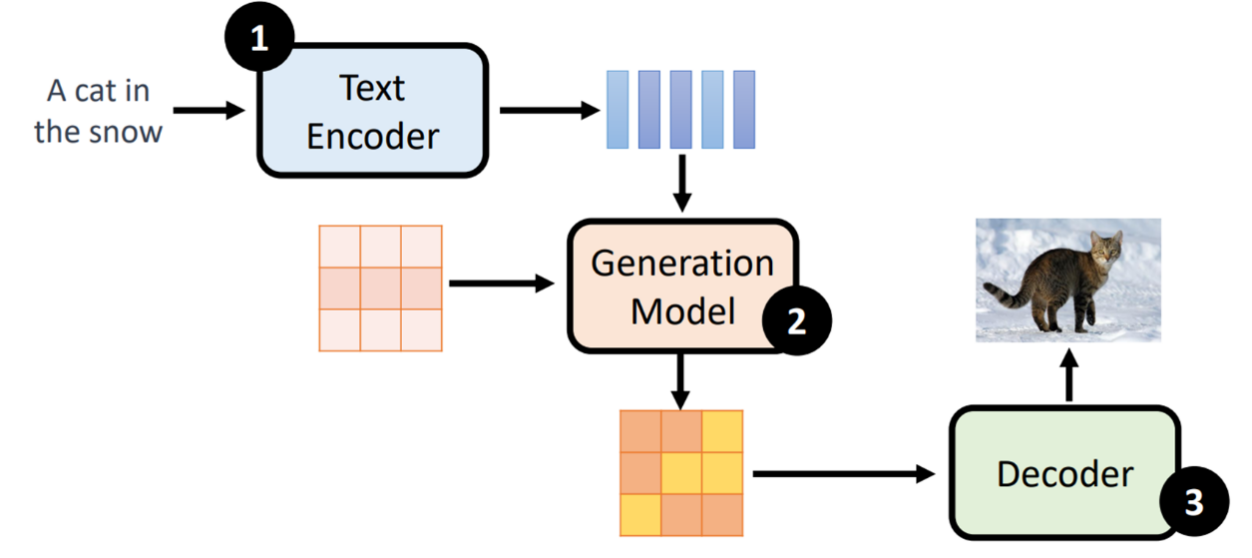 1
A cat in
the snow
Text
Encoder
Generation
Model
2
Decoder
3